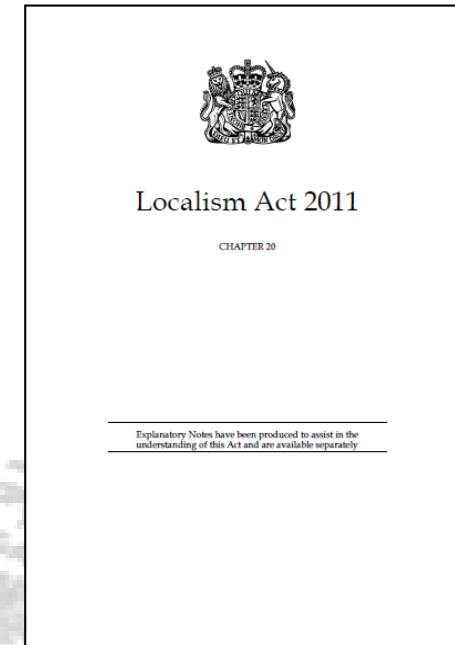 Localism Act 2011
CHAPTER 20
Explanatory Notes have been produced to assist in the
understanding of this Act and are available separately